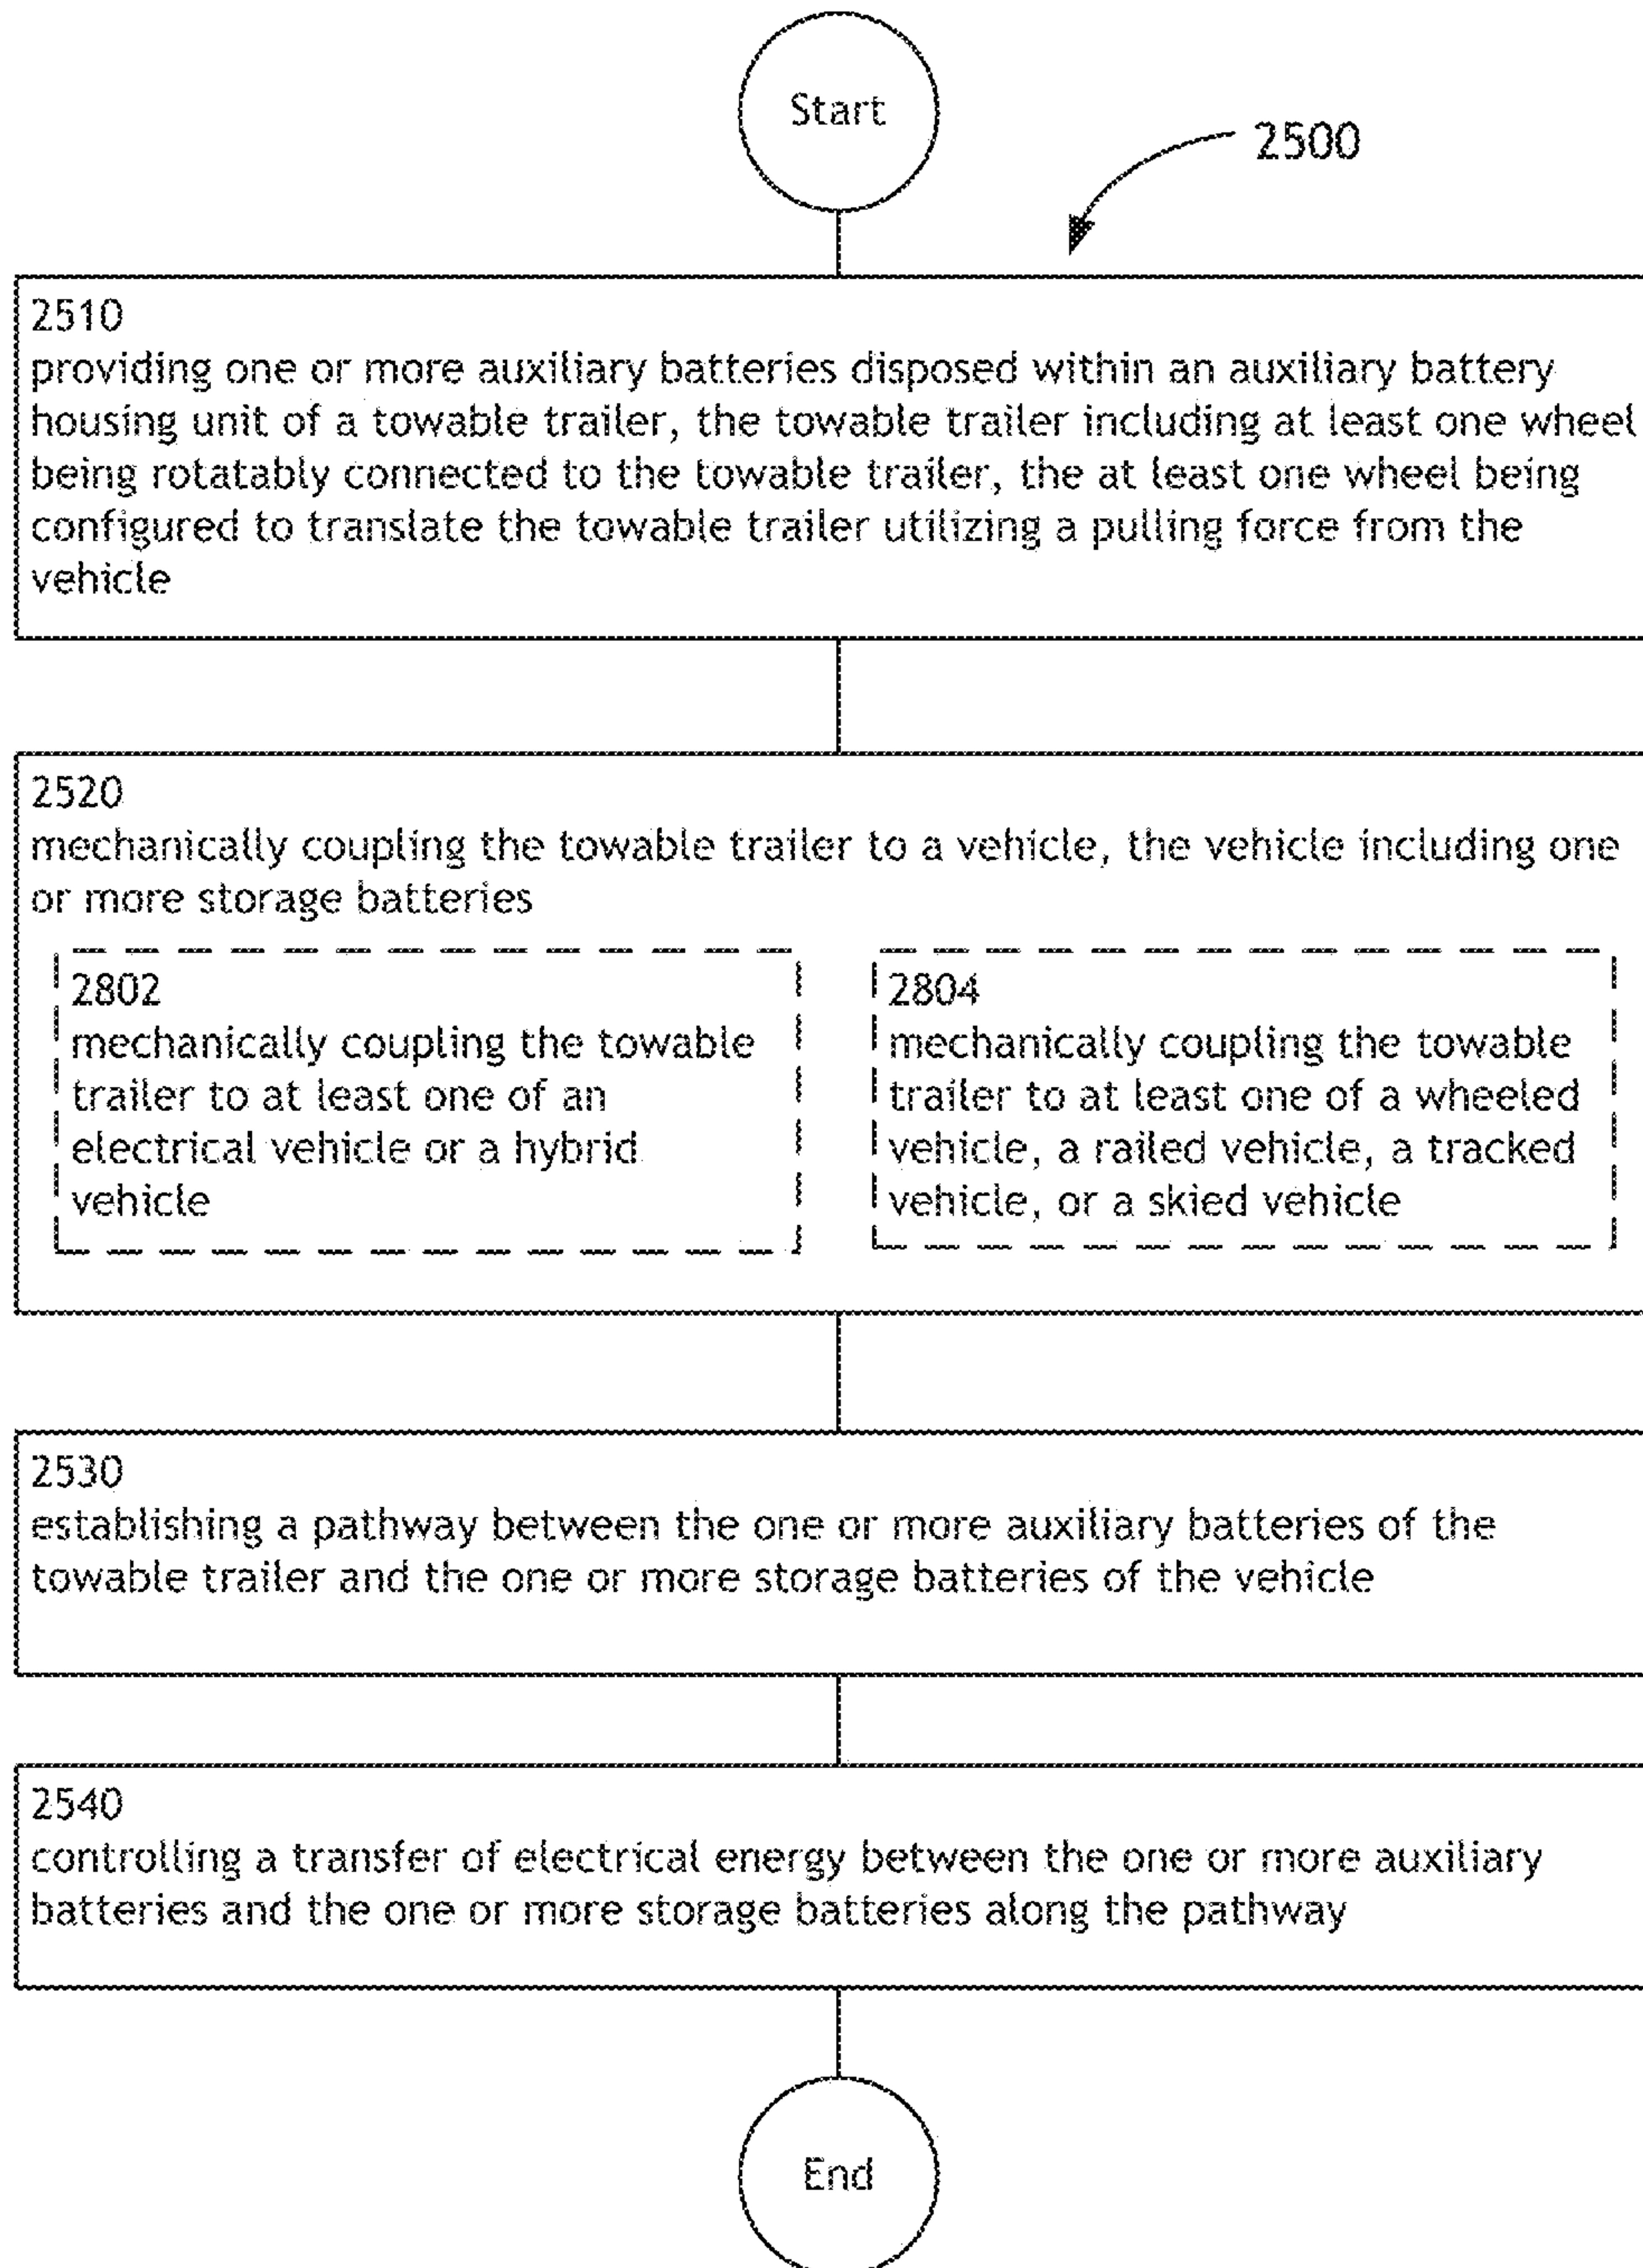 Start
2500
2510
providing one or more auxiliary batteries disposed within an auxiliary battery
housing unit of a towable trailer, the towable trailer including at least one wheel
being rotatably connected to the towable trailer, the at least one wheel being
configured to translate the towable trailer utilizing a pulling force from the
vehicle
2520
mechanically coupling the towable trailer to a vehicle, the vehicle including one
or more storage batteries
2802
mechanically coupling the towable
trailer to at least one of an
electrical vehicle or a hybrid
vehicle
2804
mechanically coupling the towable
trailer to at least one of a wheeled
vehicle, a railed vehicle, a tracked
vehicle, or a skied vehicle
2530
establishing a pathway between the one or more auxiliary batteries of the
towable trailer and the one or more storage batteries of the vehicle
2540
controlling a transfer of electrical energy between the one or more auxiliary
batteries and the one or more storage batteries along the pathway
End